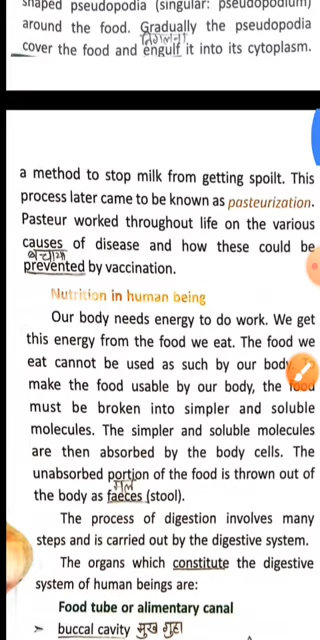 shaped pseudopodia (singular: pseudopodium)
around the food. Gradually the pseudopodia
निगलना
cover the food and engulf it into its cytoplasm.
a method to stop milk from getting spoilt. This
process later came to be known as pasteurization.
Pasteur worked throughout life on the various
causes of disease and how these could be
बचाव
prevented by vaccination.
Nutrition in human being
Our body needs energy to do work. We get
this energy from the food we eat. The food we
eat cannot be used as such by our body
make the food usable by our body, the food
must be broken into simpler and soluble
molecules. The simpler and soluble molecules
are then absorbed by the body cells. The
unabsorbed portion of the food is thrown out of
मल
the body as faeces (stool).
The process of digestion involves many
steps and is carried out by the digestive system.
The organs which constitute the digestive
system of human beings are:
Food tube or alimentary canal
➢ buccal cavity मुख गुहा